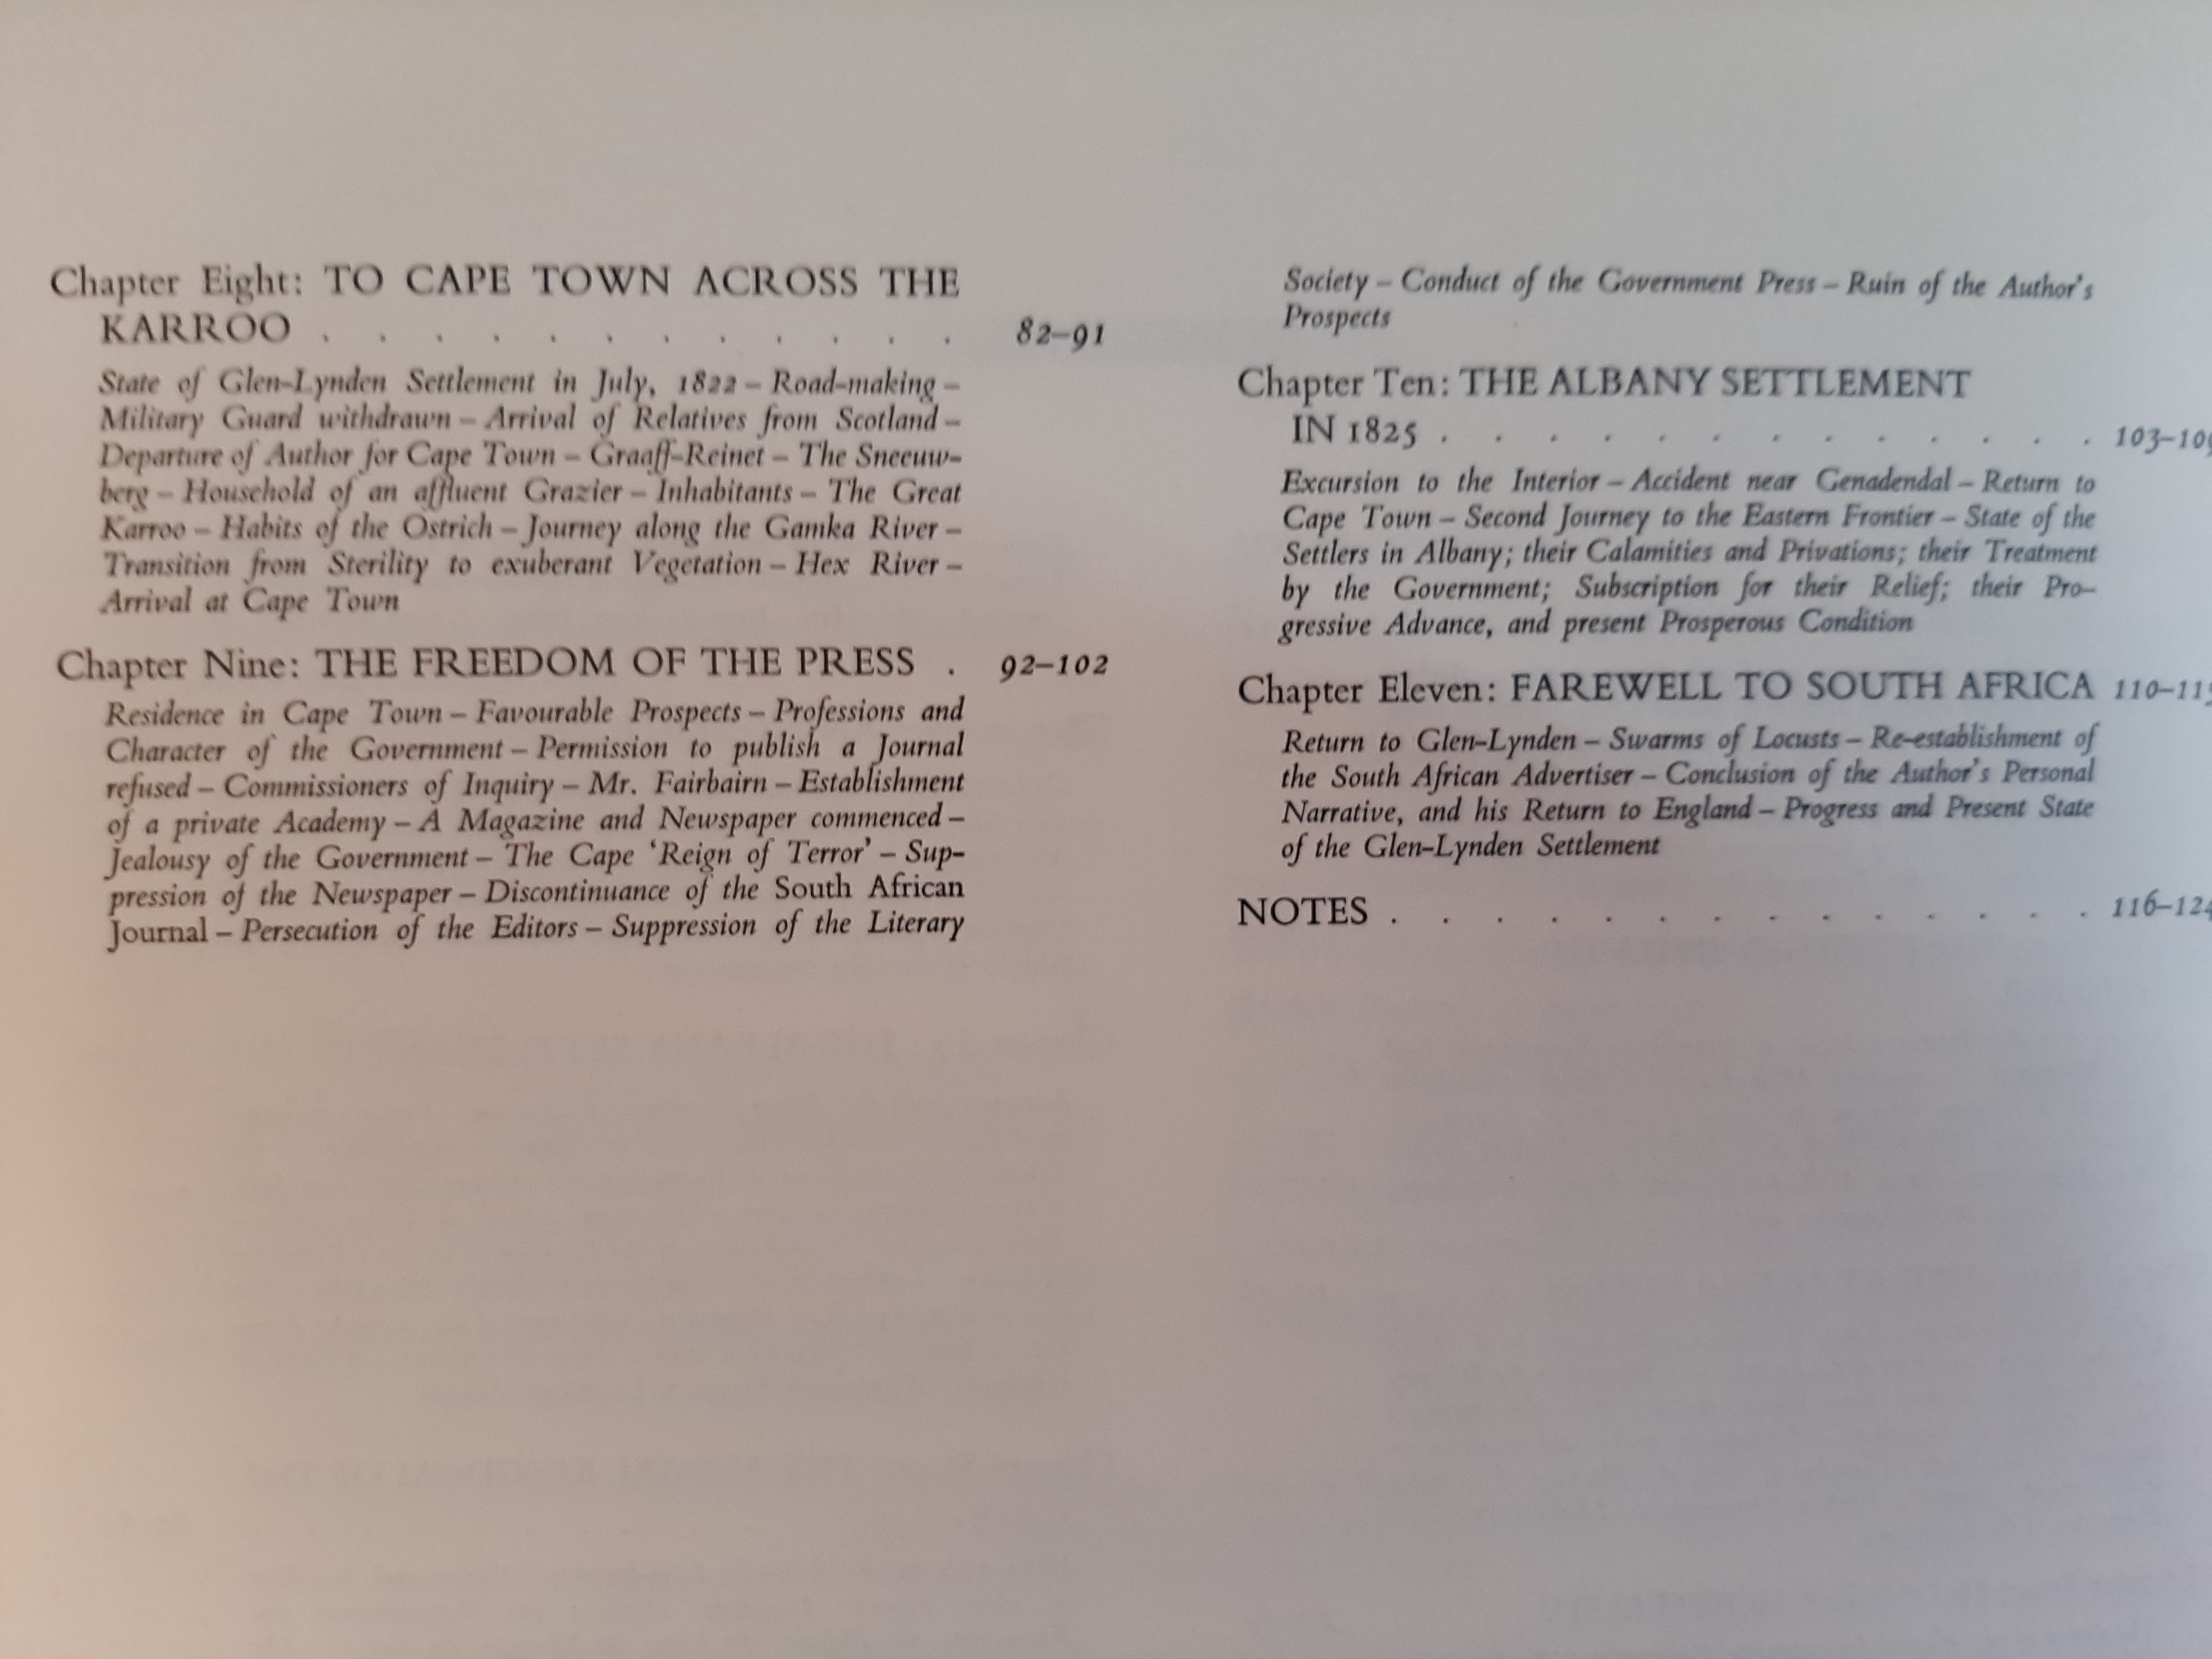 Chapter Eight: TO CAPE TOWN ACROSS THE
KARROO . . . . . . . . . . . . 82–91
State of Glen-Lynden Settlement in July, 1822 – Road-making –
Military Guard withdrawn – Arrival of Relatives from Scotland –
Departure of Author for Cape Town – Graaff-Reinet – The Sneeuw-
berg – Household of an affluent Grazier – Inhabitants – The Great
Karroo – Habits of the Ostrich – Journey along the Gamka River –
Transition from Sterility to exuberant Vegetation – Hex River –
Arrival at Cape Town
Chapter Nine: THE FREEDOM OF THE PRESS . 92–102
Residence in Cape Town – Favourable Prospects – Professions and
Character of the Government – Permission to publish a Journal
refused – Commissioners of Inquiry – Mr. Fairbairn – Establishment
of a private Academy – A Magazine and Newspaper commenced –
Jealousy of the Government – The Cape ‘Reign of Terror’ – Sup-
pression of the Newspaper – Discontinuance of the South African
Journal – Persecution of the Editors – Suppression of the Literary
Society – Conduct of the Government Press – Ruin of the Author's
Prospects
Chapter Ten: THE ALBANY SETTLEMENT
IN 1825 . . . . . . . . . . . . .
Excursion to the Interior – Accident near Genadendal – Return to
Cape Town – Second Journey to the Eastern Frontier – State of the
Settlers in Albany; their Calamities and Privations; their Treatment
by the Government; Subscription for their Relief; their Pro-
gressive Advance, and present Prosperous Condition
Chapter Eleven: FAREWELL TO SOUTH AFRICA
Return to Glen-Lynden – Swarms of Locusts – Re-establishment of
the South African Advertiser – Conclusion of the Author's Personal
Narrative, and his Return to England – Progress and Present State
of the Glen-Lynden Settlement
NOTES . . . . . . . . . . . . . .